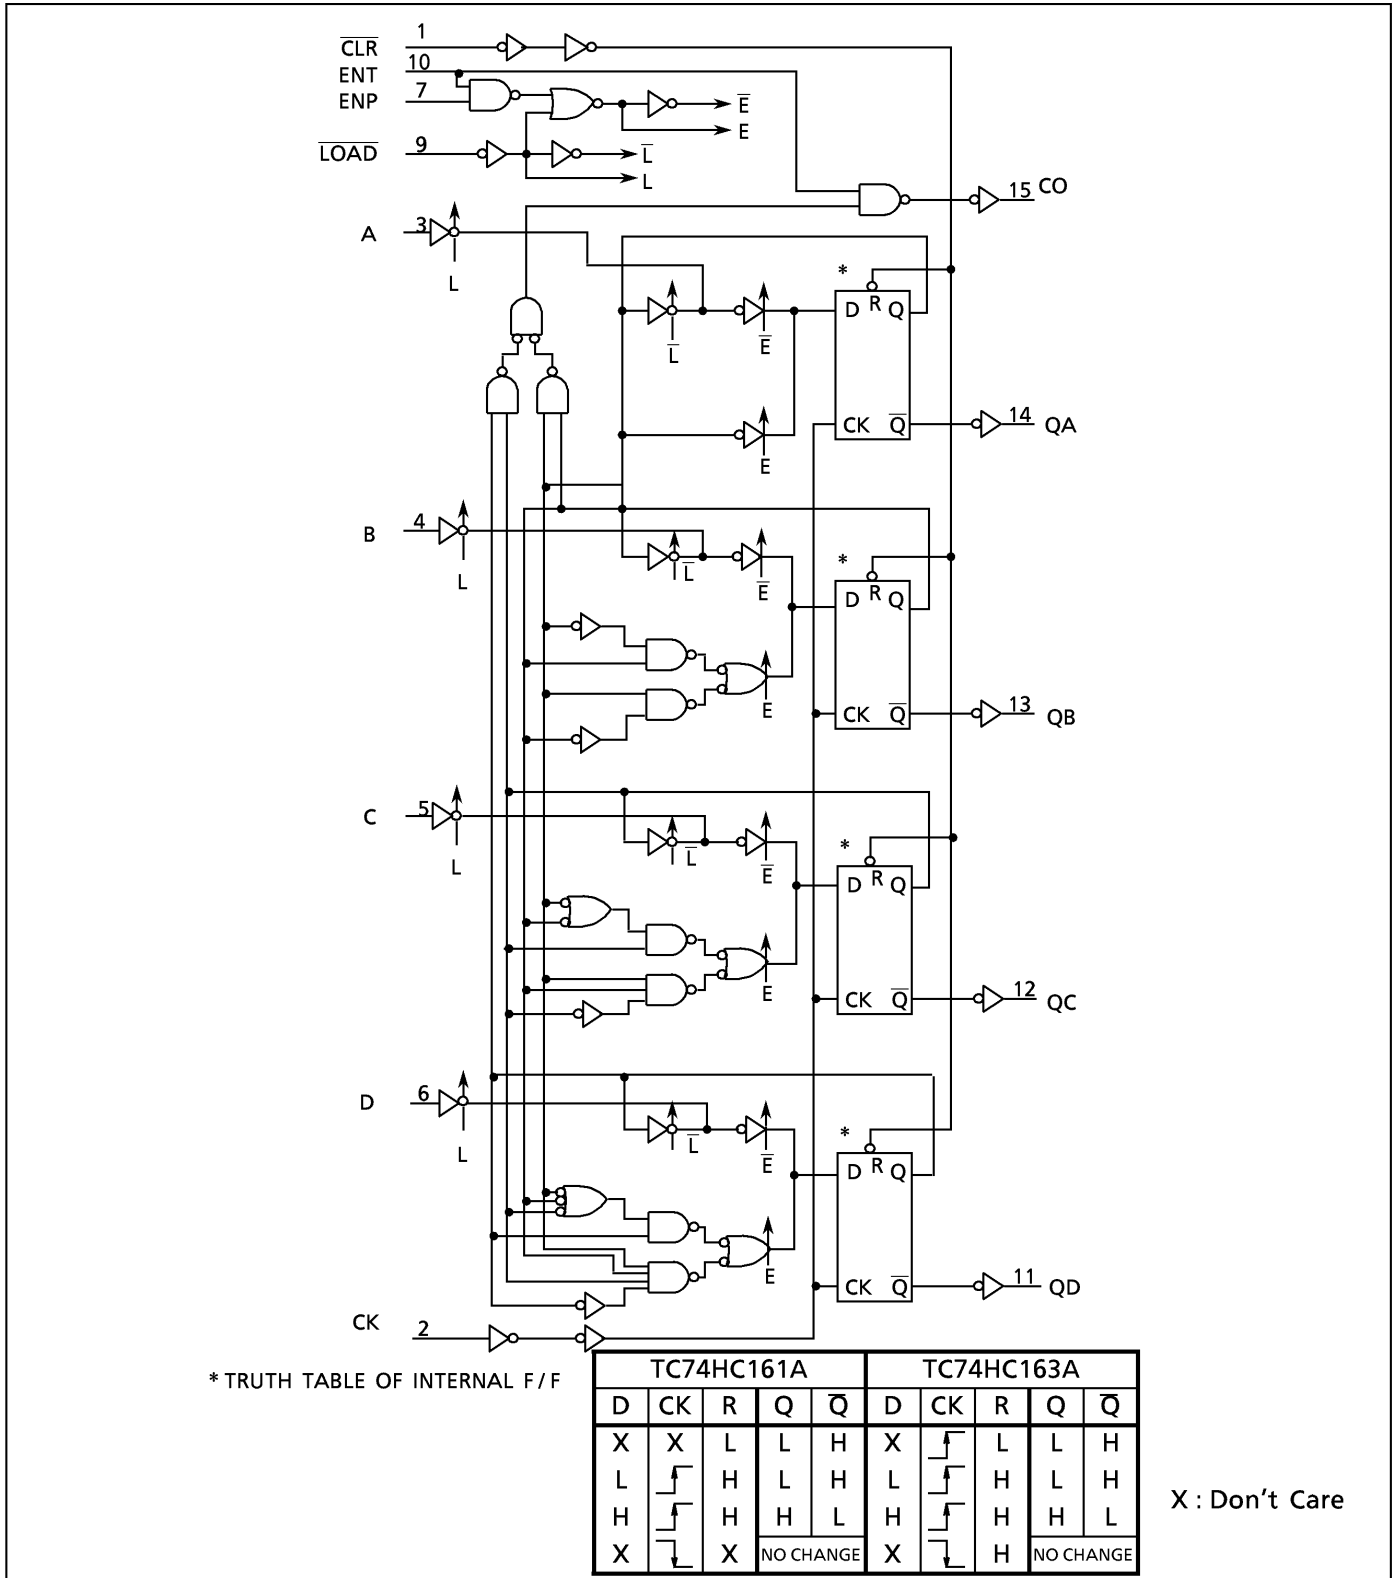 1
C̅L̅R̅
10
ENT
7
ENP
E̅
E
9
L̅O̅A̅D̅
L̅
L
15 CO
3
A
L
*
D R Q
L̅
E̅
CK Q̅
14 QA
E
4
B
L̅
L
E̅
*
D R Q
E
CK Q̅
13 QB
5
C
L̅
L
E̅
*
D R Q
E
CK Q̅
12 QC
6
D
L̅
L
E̅
*
D R Q
E
CK Q̅
11 QD
CK
2
* TRUTH TABLE OF INTERNAL F/F
TC74HC161A TC74HC163A
D CK R Q Q̅ D CK R Q Q̅
X X L L H X L L H
L H L H L H L H
H H H L H H H L
X X NO CHANGE X H NO CHANGE
X : Don't Care